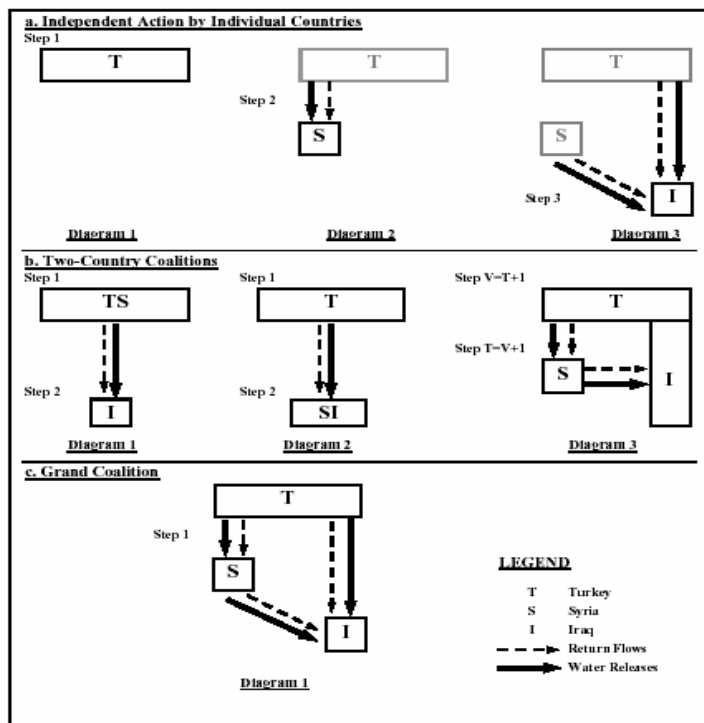 a. Independent Action by Individual Countries
Step 1
T
T
T
Step 2
S
S
Step 3
I
Diagram 1
Diagram 2
Diagram 3
b. Two-Country Coalitions
Step 1
Step 1
Step V=T+1
TS
T
T
Step T=V+1
S
I
Step 2
Step 2
I
SI
Diagram 1
Diagram 2
Diagram 3
c. Grand Coalition
T
Step 1
S
I
Diagram 1
LEGEND
T Turkey
S Syria
I Iraq
Return Flows
Water Releases